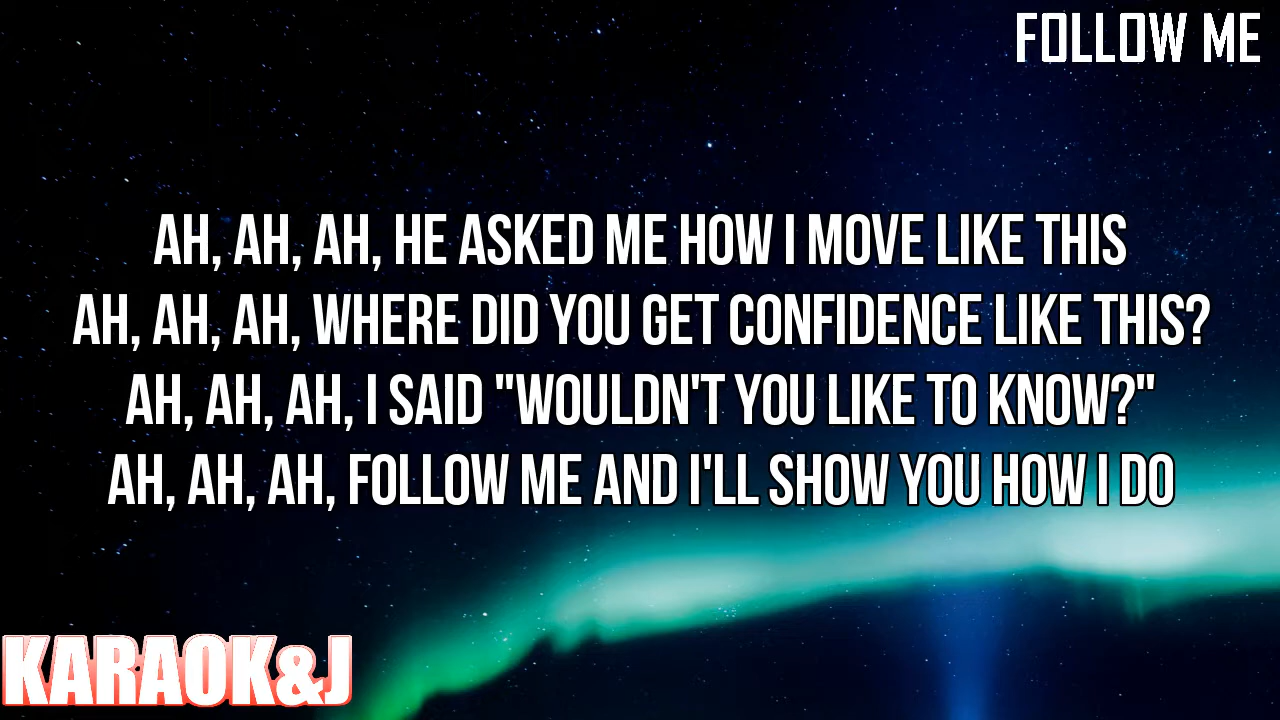 FOLLOW ME
AH, AH, AH, HE ASKED ME HOW I MOVE LIKE THIS
AH, AH, AH, WHERE DID YOU GET CONFIDENCE LIKE THIS?
AH, AH, AH, I SAID "WOULDN'T YOU LIKE TO KNOW?"
AH, AH, AH, FOLLOW ME AND I'LL SHOW YOU HOW I DO
KARAOK&J